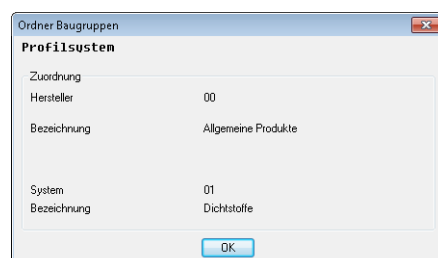 Ordner Baugruppen
Profilsystem
Zuordnung
Hersteller 00
Bezeichnung Allgemeine Produkte
System 01
Bezeichnung Dichtstoffe
OK